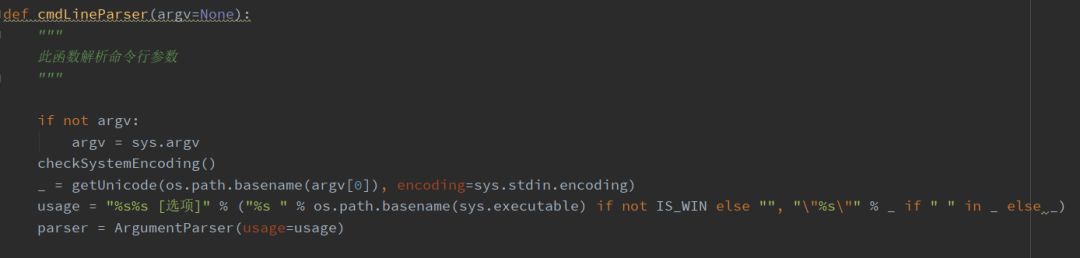 def cmdLineParser(argv=None):
"""
此函数解析命令行参数
"""
if not argv:
argv = sys.argv
checkSystemEncoding()
_ = getUnicode(os.path.basename(argv[0]), encoding=sys.stdin.encoding)
usage = "%s%s [选项]" % ("%s " % os.path.basename(sys.executable) if not IS_WIN else "", "\"%s\"" % _ if " " in _ else _)
parser = ArgumentParser(usage=usage)